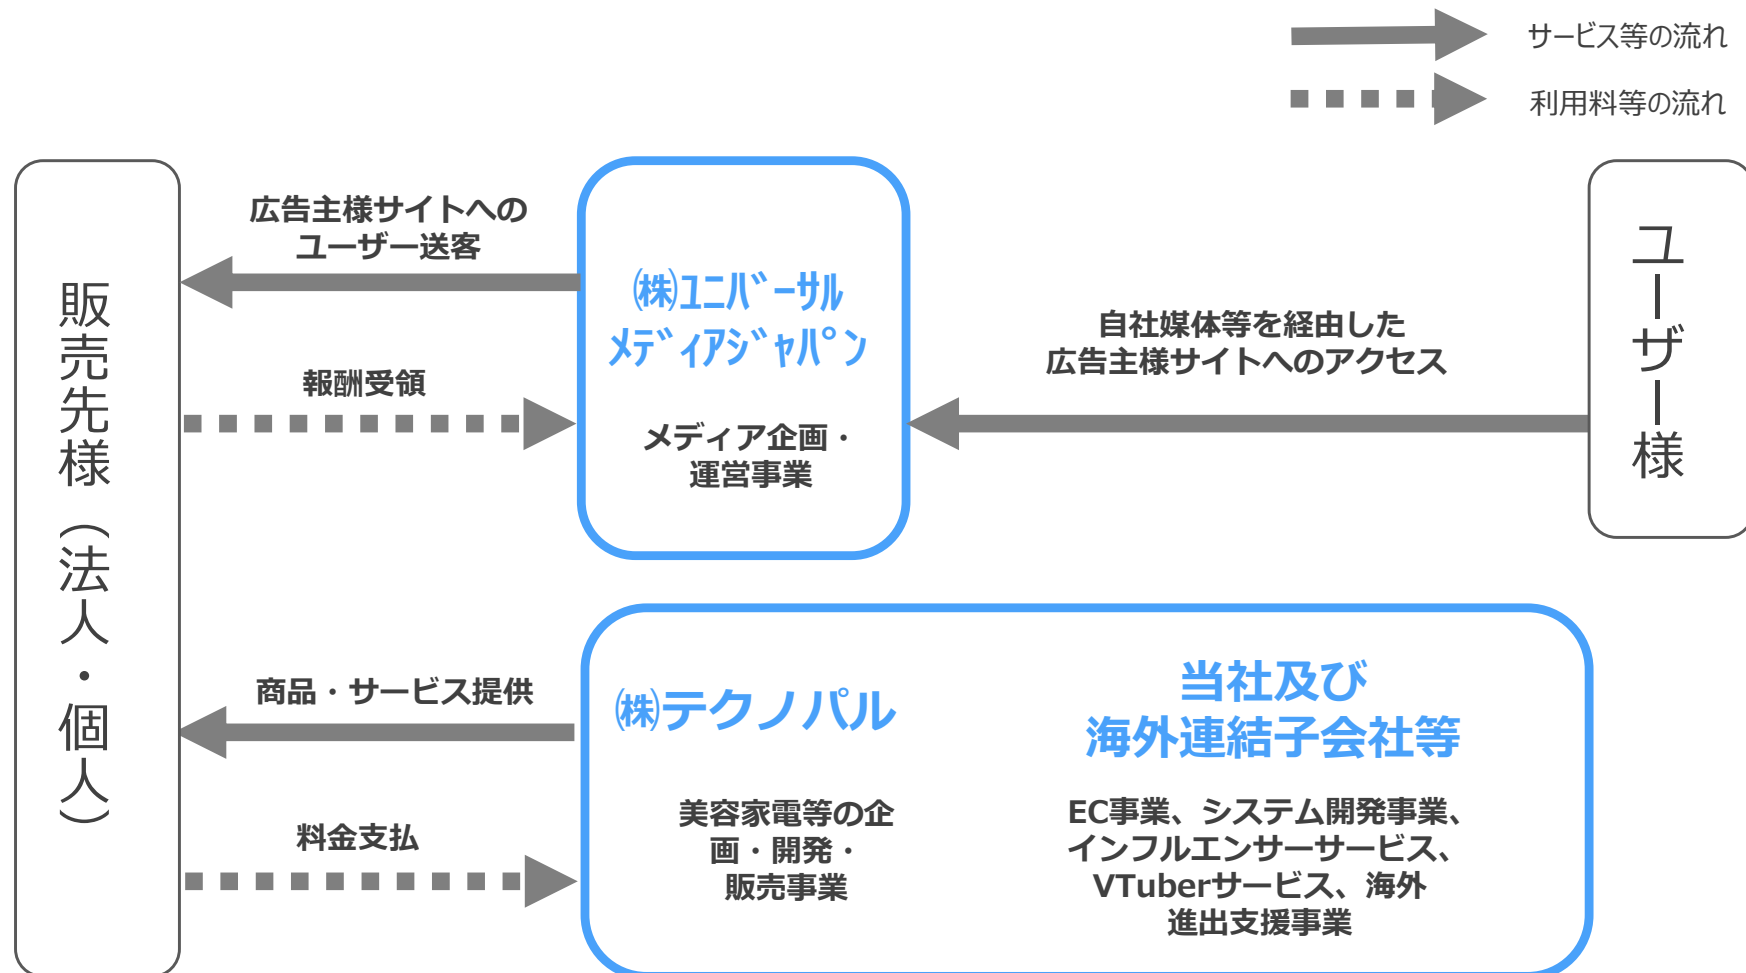 サービス等の流れ
利用料等の流れ
販売先様（法人・個人）
広告主様サイトへの
ユーザー送客
報酬受領
㈱ﾕﾆﾊﾞｰｻﾙ
ﾒﾃﾞｨｱｼﾞｬﾊﾟﾝ
メディア企画・
運営事業
自社媒体等を経由した
広告主様サイトへのアクセス
ユーザー様
商品・サービス提供
料金支払
㈱テクノパル
美容家電等の企
画・開発・
販売事業
当社及び
海外連結子会社等
EC事業、システム開発事業、
インフルエンサーサービス、
VTuberサービス、海外
進出支援事業